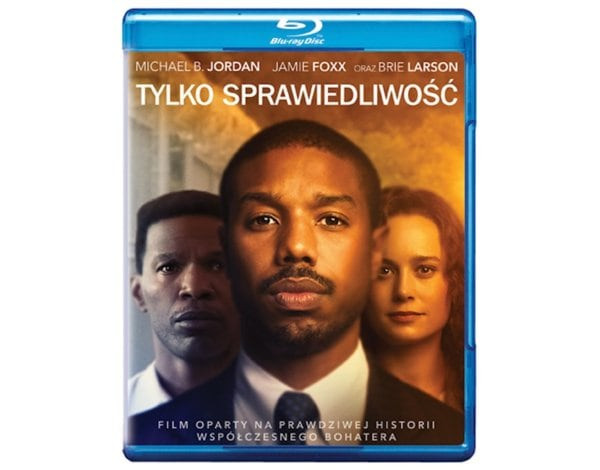 Blu-ray Disc
MICHAEL B. JORDAN JAMIE FOXX ORAZ BRIE LARSON
TYLKO SPRAWIEDLIWOŚĆ
FILM OPARTY NA PRAWDZIWEJ HISTORII
WSPÓŁCZESNEGO BOHATERA